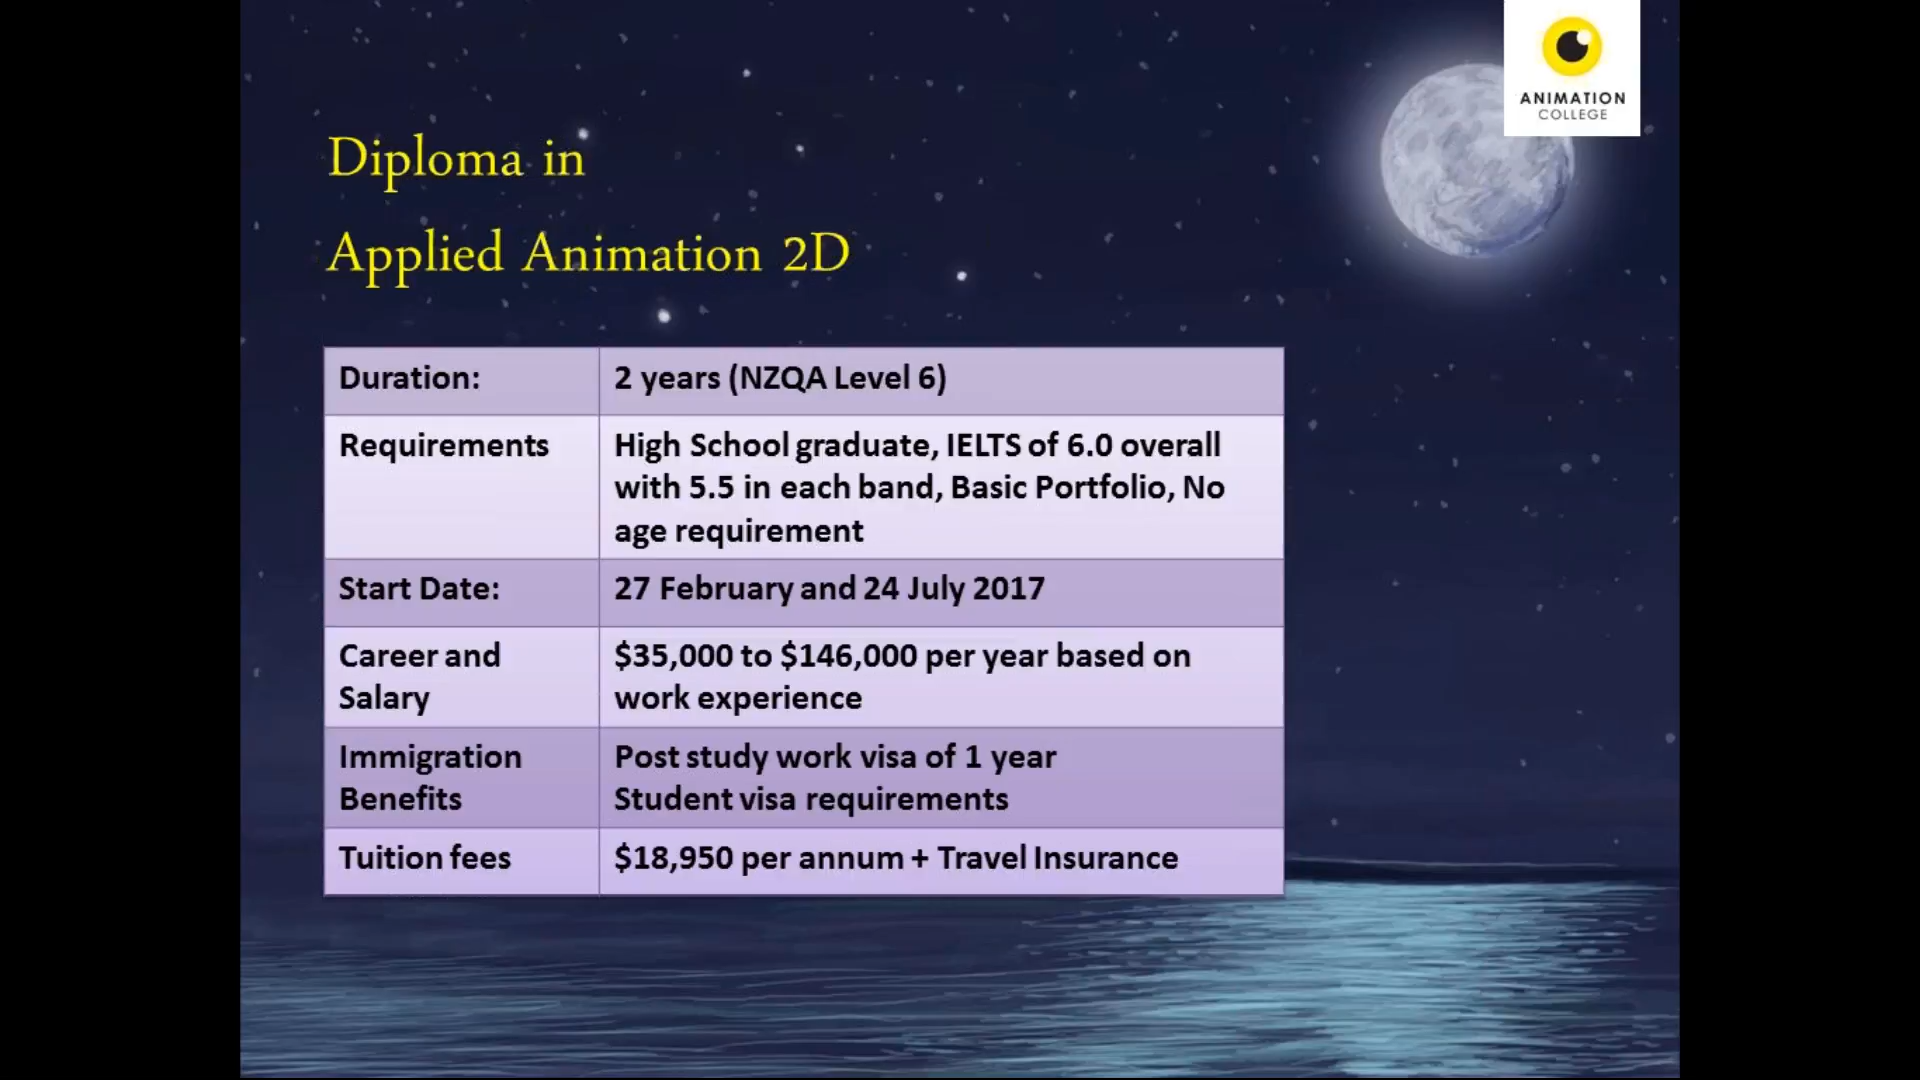 ANIMATION
COLLEGE
Diploma in
Applied Animation 2D
Duration:
2 years (NZQA Level 6)
Requirements
High School graduate, IELTS of 6.0 overall
with 5.5 in each band, Basic Portfolio, No
age requirement
Start Date:
27 February and 24 July 2017
Career and
Salary
$35,000 to $146,000 per year based on
work experience
Immigration
Benefits
Post study work visa of 1 year
Student visa requirements
Tuition fees
$18,950 per annum + Travel Insurance